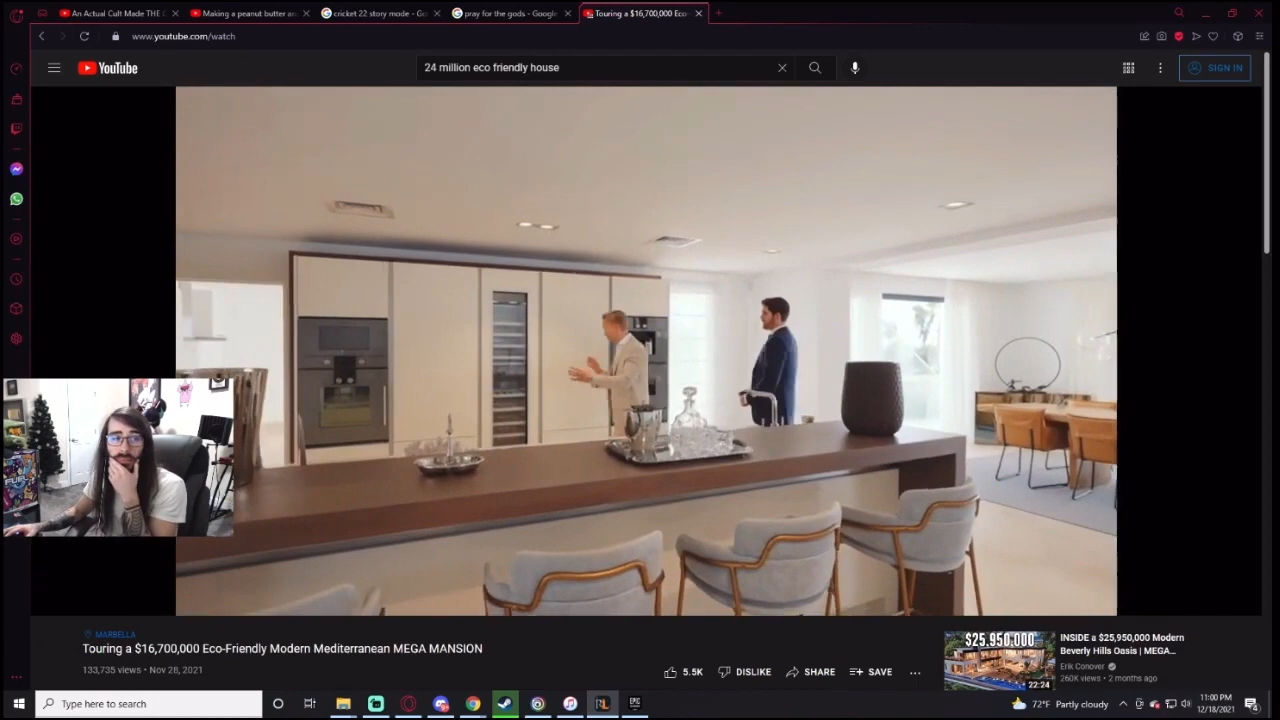 An Actual Cult Made THE
Making a peanut butter an
cricket 22 story mode - Go
pray for the gods - Google
Touring a $16,700,000 Eco-
www.youtube.com/watch
YouTube
24 million eco friendly house
SIGN IN
MARBELLA
Touring a $16,700,000 Eco-Friendly Modern Mediterranean MEGA MANSION
133,735 views • Nov 28, 2021
5.5K
DISLIKE
SHARE
SAVE
$25,950,000
22:24
INSIDE a $25,950,000 Modern
Beverly Hills Oasis | MEGA...
Erik Conover
260K views • 2 months ago
Type here to search
EPIC
72°F Partly cloudy
11:00 PM
12/18/2021